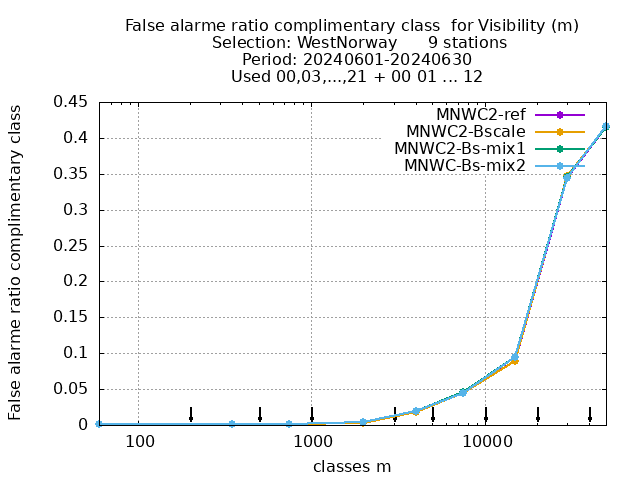 False alarme ratio complimentary class  for Visibility (m)
Selection: WestNorway      9 stations
Period: 20240601-20240630
Used 00,03,...,21 + 00 01 ... 12
False alarme ratio complimentary class
0.45
0.4
0.35
0.3
0.25
0.2
0.15
0.1
0.05
0
MNWC2-ref
MNWC2-Bscale
MNWC2-Bs-mix1
MNWC-Bs-mix2
100 1000 10000
classes m